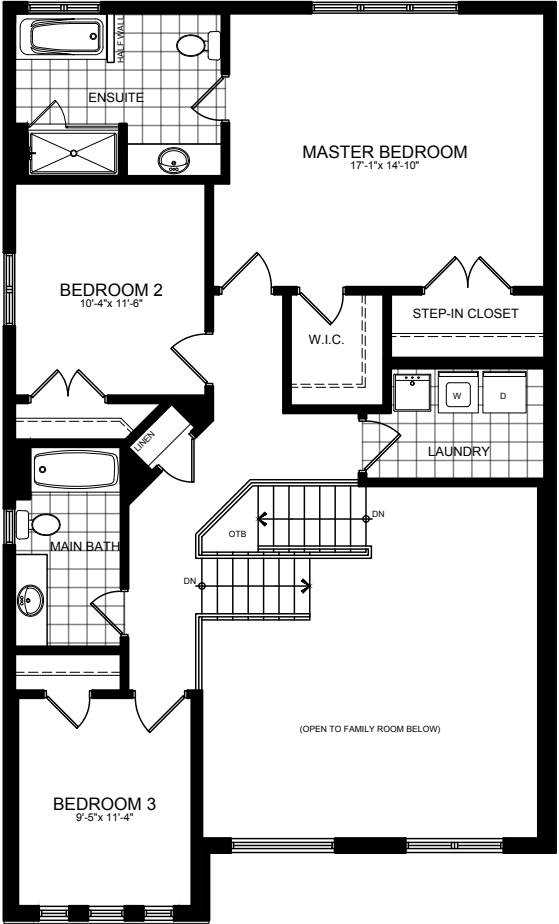 HALF WALL
ENSUITE
MASTER BEDROOM
17'-1"x 14'-10"
BEDROOM 2
10'-4"x 11'-6"
STEP-IN CLOSET
W.I.C.
W
D
LINEN
LAUNDRY
DN
OTB
MAIN BATH
DN
(OPEN TO FAMILY ROOM BELOW)
BEDROOM 3
9'-5"x 11'-4"